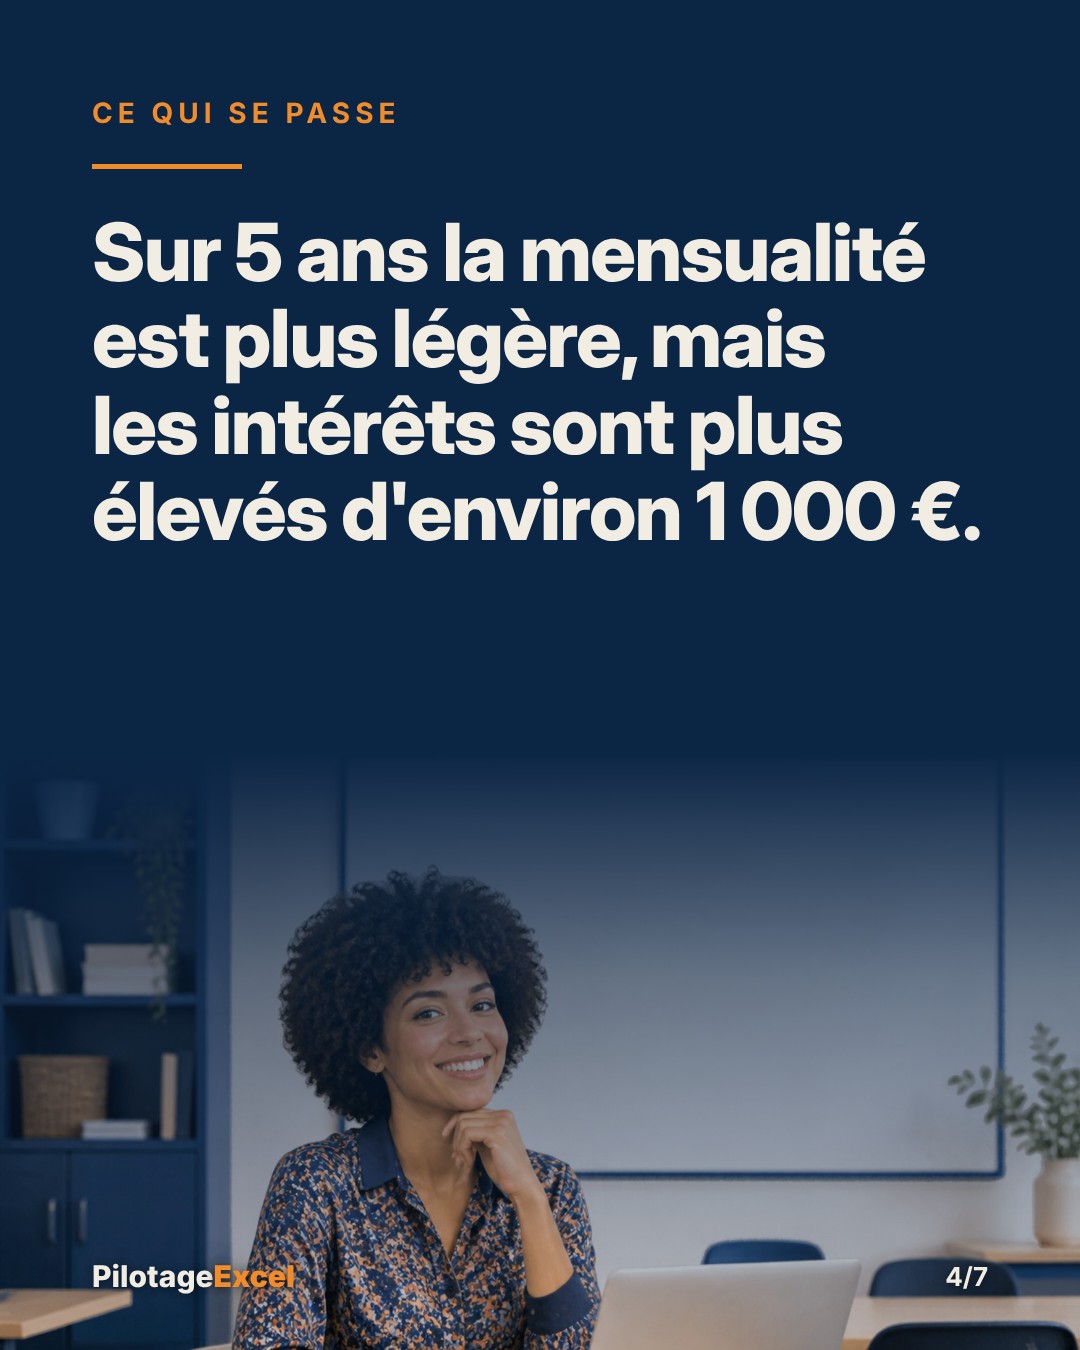 CE QUI SE PASSE
Sur 5 ans la mensualité
est plus légère, mais
les intérêts sont plus
élevés d'environ 1 000 €.
PilotageExcel
4/7